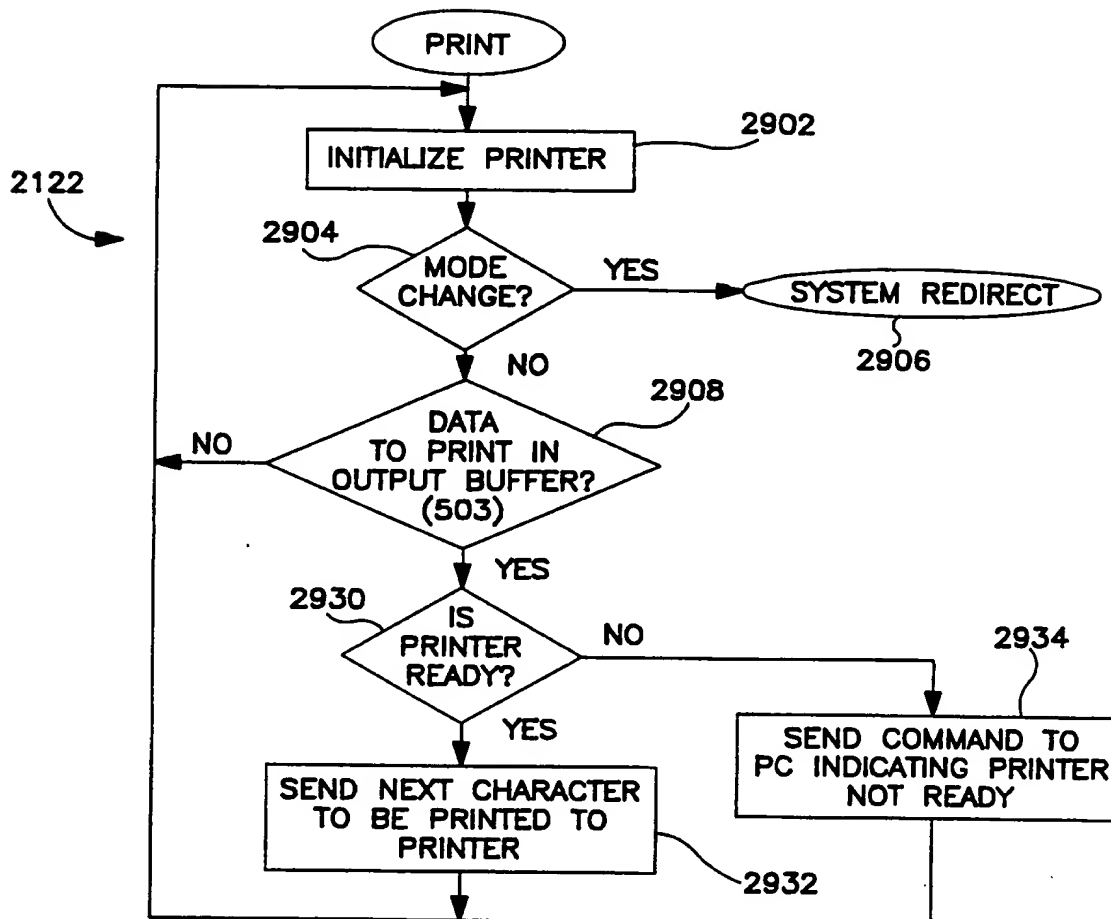 PRINT
2902
INITIALIZE PRINTER
2122
2904
MODE
CHANGE?
YES
SYSTEM REDIRECT
2906
NO
2908
DATA
TO PRINT IN
OUTPUT BUFFER?
(503)
NO
YES
2930
IS
PRINTER
READY?
NO
2934
YES
SEND COMMAND TO
PC INDICATING PRINTER
NOT READY
SEND NEXT CHARACTER
TO BE PRINTED TO
PRINTER
2932